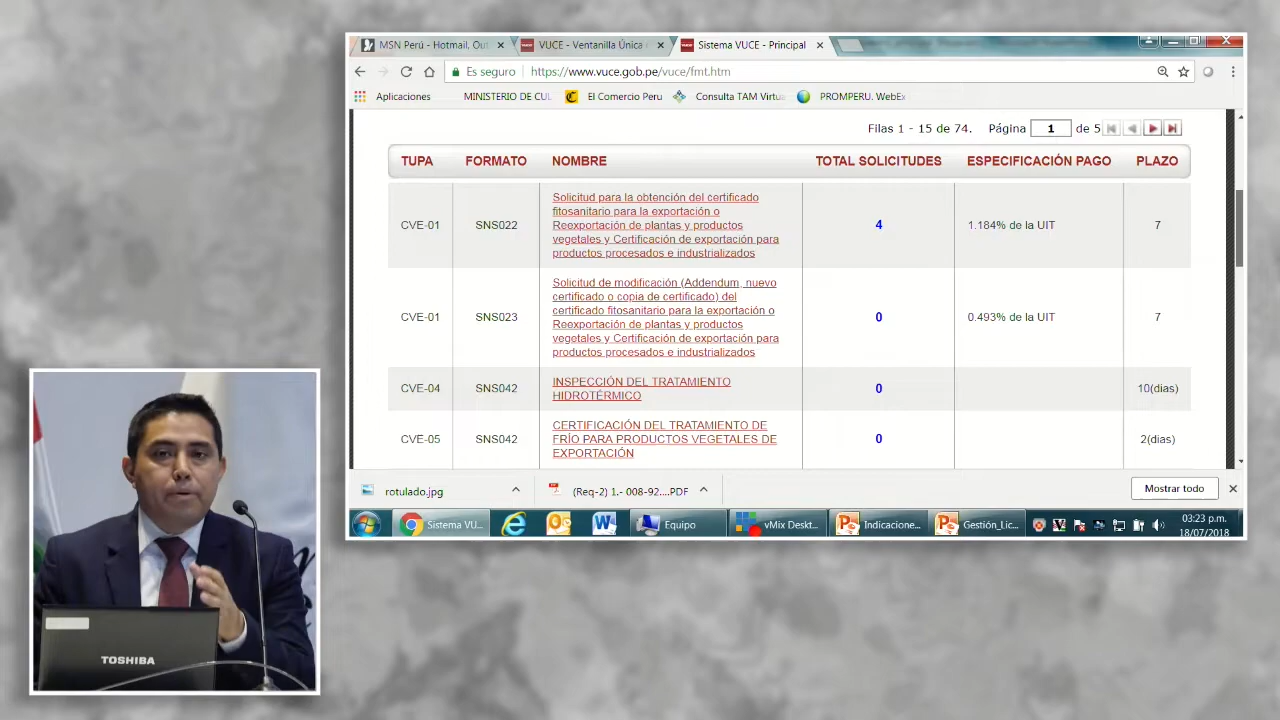 MSN Peru - Hotmail, Out
VUCE - Ventanilla Única
Sistema VUCE - Principal
Es seguro
https://www.vuce.gob.pe/vuce/fmt.htm
Aplicaciones
MINISTERIO DE CUL
El Comercio Peru
Consulta TAM Virtu
PROMPERU. WebEx
Filas 1 - 15 de 74. Página 1 de 5
TUPA FORMATO NOMBRE TOTAL SOLICITUDES ESPECIFICACIÓN PAGO PLAZO
Solicitud para la obtención del certificado
fitosanitario para la exportación o
CVE-01 SNS022 Reexportación de plantas y productos 4 1.184% de la UIT 7
vegetales y Certificación de exportación para
productos procesados e industrializados
Solicitud de modificación (Addendum, nuevo
certificado o copia de certificado) del
certificado fitosanitario para la exportación o
CVE-01 SNS023 Reexportación de plantas y productos 0 0.493% de la UIT 7
vegetales y Certificación de exportación para
productos procesados e industrializados
CVE-04 SNS042 INSPECCIÓN DEL TRATAMIENTO 0 10(dias)
HIDROTÉRMICO
CERTIFICACIÓN DEL TRATAMIENTO DE
CVE-05 SNS042 FRÍO PARA PRODUCTOS VEGETALES DE 0 2(dias)
EXPORTACIÓN
rotulado.jpg
(Req-2) 1.- 008-92....PDF
Mostrar todo
Sistema VU...
Equipo
vMix Deskt...
Indicacione...
Gestión_Lic...
03:23 p.m.
18/07/2018
TOSHIBA